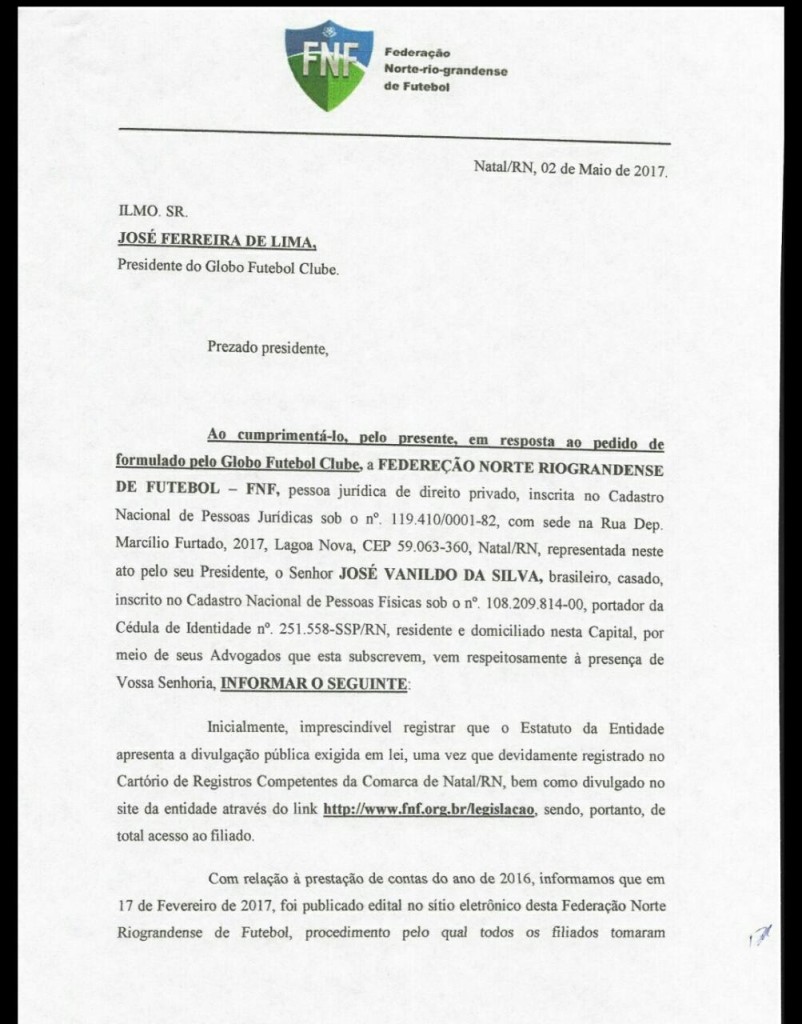 FNF
Federação
Norte-rio-grandense
de Futebol
Natal/RN, 02 de Maio de 2017.
ILMO. SR.
JOSÉ FERREIRA DE LIMA,
Presidente do Globo Futebol Clube.
Prezado presidente,
Ao cumprimentá-lo, pelo presente, em resposta ao pedido de
formulado pelo Globo Futebol Clube, a FEDEREÇÃO NORTE RIOGRANDENSE
DE FUTEBOL – FNF, pessoa jurídica de direito privado, inscrita no Cadastro
Nacional de Pessoas Jurídicas sob o nº. 119.410/0001-82, com sede na Rua Dep.
Marcílio Furtado, 2017, Lagoa Nova, CEP 59.063-360, Natal/RN, representada neste
ato pelo seu Presidente, o Senhor JOSÉ VANILDO DA SILVA, brasileiro, casado,
inscrito no Cadastro Nacional de Pessoas Físicas sob o nº. 108.209.814-00, portador da
Cédula de Identidade nº. 251.558-SSP/RN, residente e domiciliado nesta Capital, por
meio de seus Advogados que esta subscrevem, vem respeitosamente à presença de
Vossa Senhoria, INFORMAR O SEGUINTE:
Inicialmente, imprescindível registrar que o Estatuto da Entidade
apresenta a divulgação pública exigida em lei, uma vez que devidamente registrado no
Cartório de Registros Competentes da Comarca de Natal/RN, bem como divulgado no
site da entidade através do link http://www.fnf.org.br/legislacao, sendo, portanto, de
total acesso ao filiado.
Com relação à prestação de contas do ano de 2016, informamos que em
17 de Fevereiro de 2017, foi publicado edital no sítio eletrônico desta Federação Norte
Riograndense de Futebol, procedimento pelo qual todos os filiados tomaram